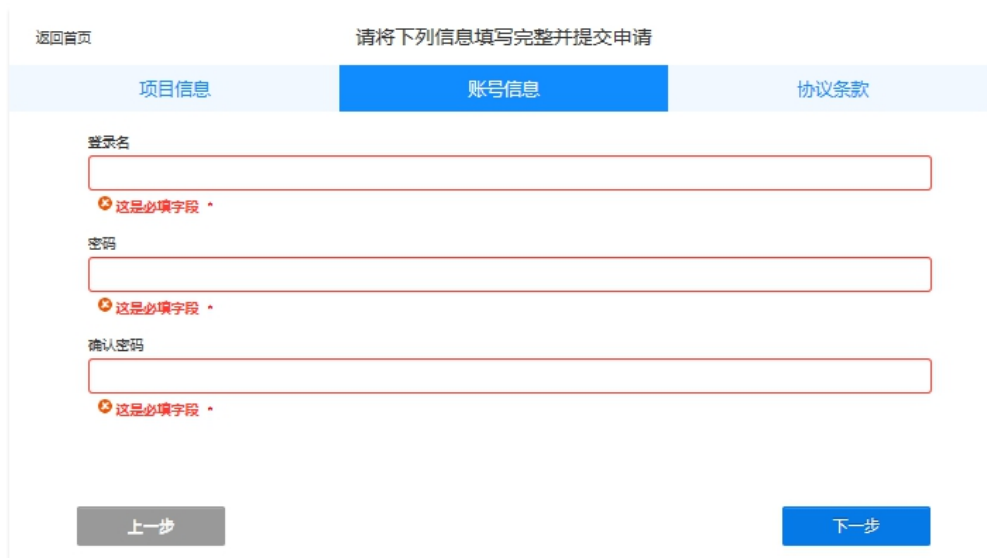 返回首页
请将下列信息填写完整并提交申请
项目信息 账号信息 协议条款
登录名
这是必填字段 *
密码
这是必填字段 *
确认密码
这是必填字段 *
上一步 下一步